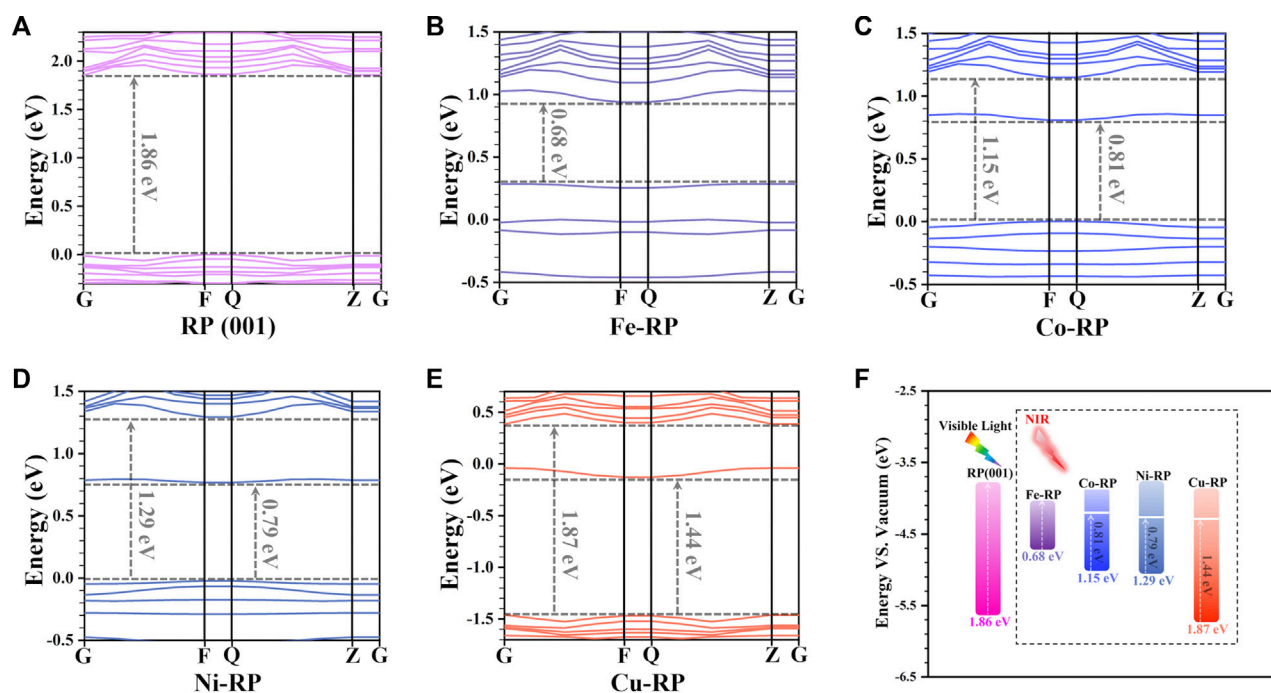 A
Energy (eV)
2.0
1.5
1.0
0.5
0.0
1.86 eV
G F Q Z G
RP (001)
B
Energy (eV)
1.5
1.0
0.5
0.0
-0.5
0.68 eV
G F Q Z G
Fe-RP
C
Energy (eV)
1.5
1.0
0.5
0.0
-0.5
1.15 eV
0.81 eV
G F Q Z G
Co-RP
D
Energy (eV)
1.5
1.0
0.5
0.0
-0.5
1.29 eV
0.79 eV
G F Q Z G
Ni-RP
E
Energy (eV)
0.5
0.0
-0.5
-1.0
-1.5
1.87 eV
1.44 eV
G F Q Z G
Cu-RP
F
Energy VS. Vacuum (eV)
-2.5
-3.5
-4.5
-5.5
-6.5
Visible Light
RP(001)
1.86 eV
NIR
Fe-RP
0.68 eV
Co-RP
0.81 eV
1.15 eV
Ni-RP
0.79 eV
1.29 eV
Cu-RP
1.44 eV
1.87 eV